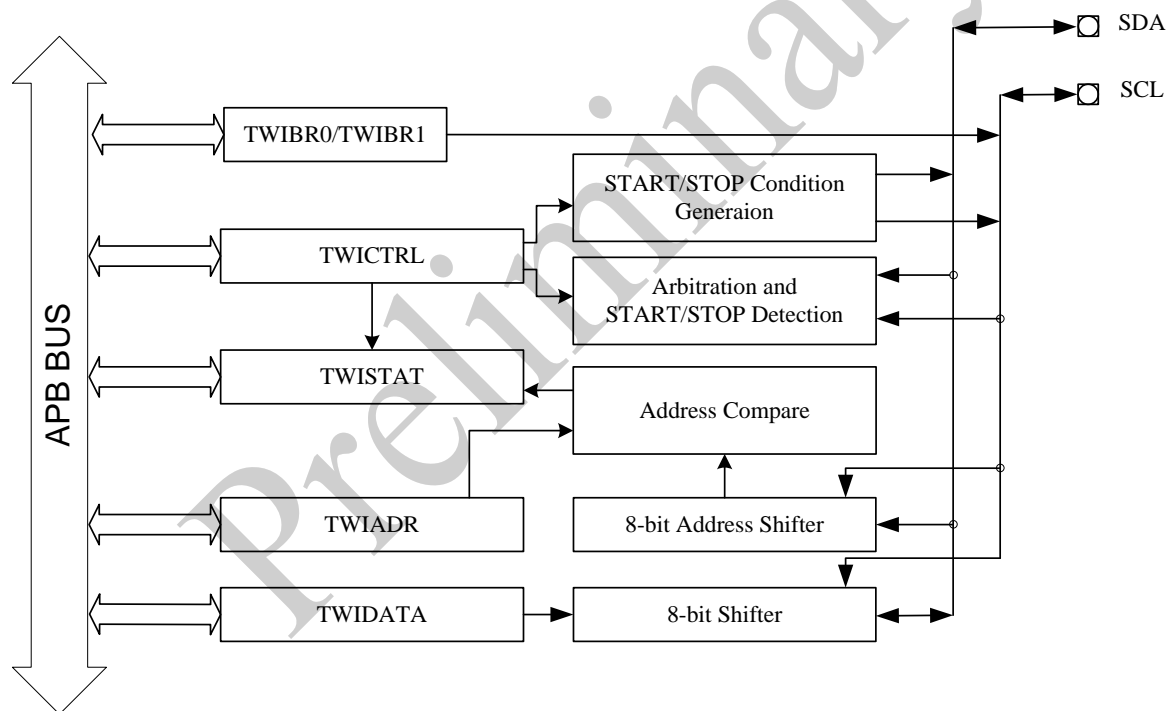 SDA
SCL
TWIBR0/TWIBR1
START/STOP Condition
Generaion
TWICTRL
Arbitration and
START/STOP Detection
TWISTAT
Address Compare
APB BUS
TWIADR
8-bit Address Shifter
TWIDATA
8-bit Shifter
Preliminary